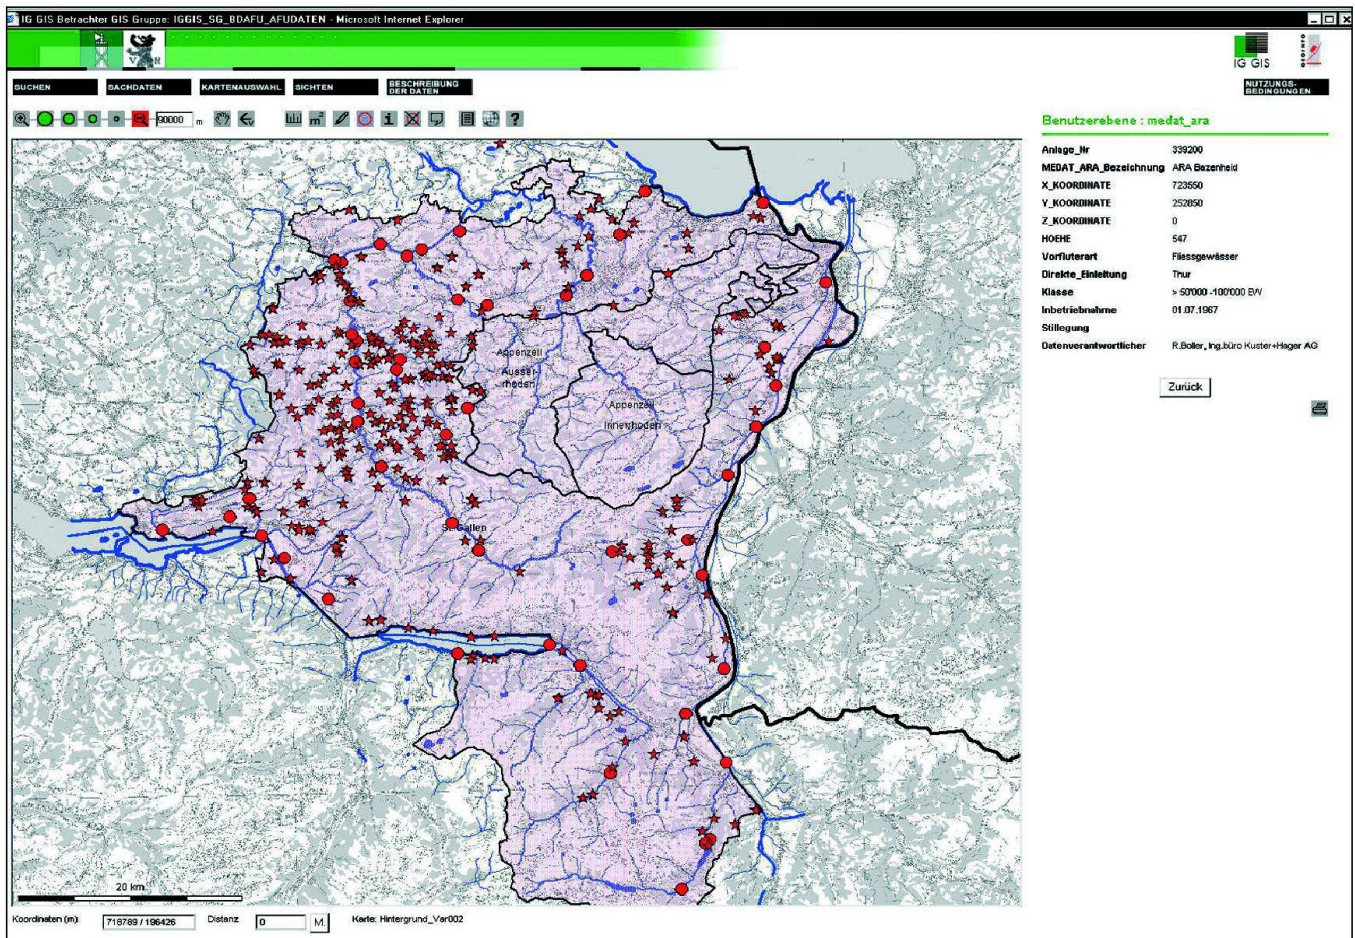 IG GIS Betrachter GIS Gruppe: IGGIS_SG_BDAFU_AFUDATEN - Microsoft Internet Explorer
IG GIS
SUCHEN
SACHDATEN
KARTENAUSWAHL
SICHTEN
BESCHREIBUNG
DER DATEN
NUTZUNGS-
BEDINGUNGEN
90000 m
Benutzerebene : medat_ara
Anlage_Nr 339200
MEDAT_ARA_Bezeichnung ARA Bazenheid
X_KOORDINATE 723550
Y_KOORDINATE 252850
Z_KOORDINATE 0
HOEHE 547
Vorfluterart Fliessgewässer
Direkte_Einleitung Thur
Klasse > 50'000 -100'000 EW
Inbetriebnahme 01.07.1967
Stillegung
Datenverantwortlicher R.Boller, Ing.büro Kuster+Hager AG
Zurück
Appenzell
Ausser-
rhoden
Appenzell
Innerrhoden
St.Gallen
20 km
Koordinaten (m): 718789 / 196426 Distanz 0 M. Karte: Hintergrund_Var002